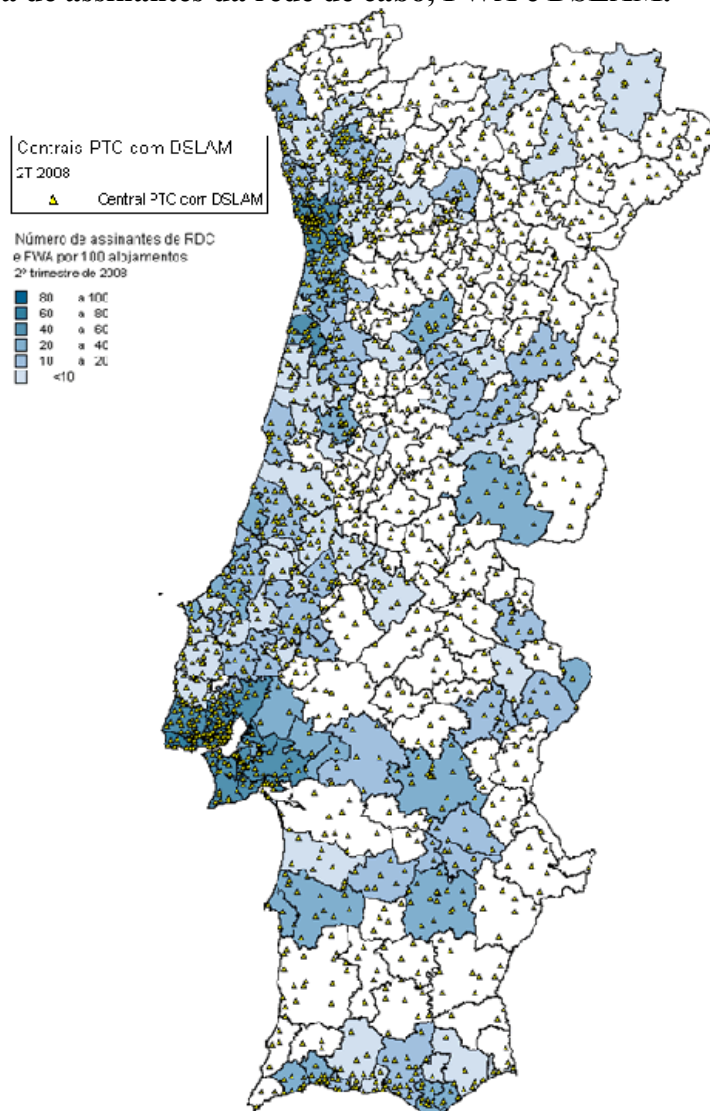 a de assinantes da rede de cabo, FWA e DSLAM.
Centrais PTC com DSLAM
2T 2008
Central PTC com DSLAM
Número de assinantes de RDC
e FWA por 100 alojamentos
2º trimestre de 2008
80 a 100
60 a 80
40 a 60
20 a 40
10 a 20
<10